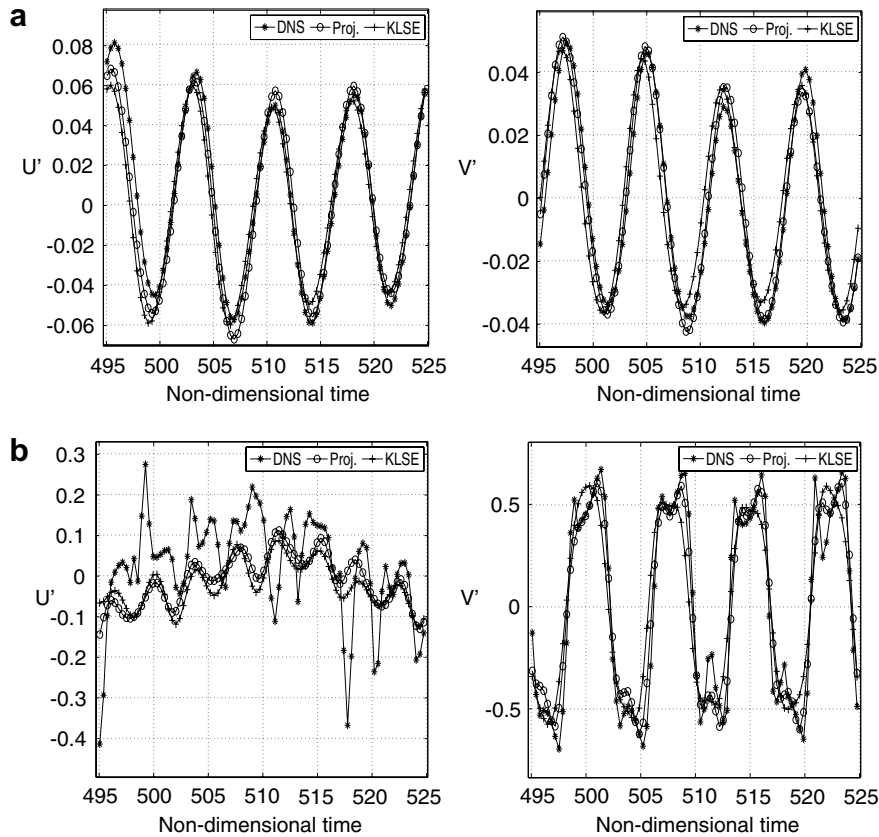 a
DNS Proj. KLSE
0.08
0.06
0.04
0.02
0
-0.02
-0.04
-0.06
U'
495 500 505 510 515 520 525
Non-dimensional time
DNS Proj. KLSE
0.04
0.02
0
-0.02
-0.04
V'
495 500 505 510 515 520 525
Non-dimensional time
b
DNS Proj. KLSE
0.3
0.2
0.1
0
-0.1
-0.2
-0.3
-0.4
U'
495 500 505 510 515 520 525
Non-dimensional time
DNS Proj. KLSE
0.5
0
-0.5
V'
495 500 505 510 515 520 525
Non-dimensional time